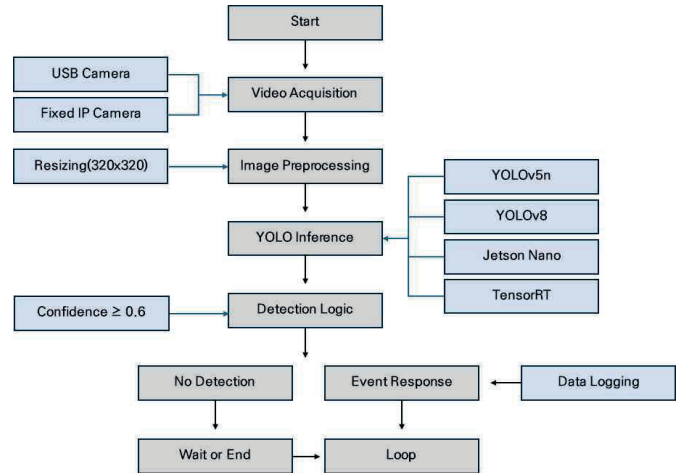 Start
USB Camera
Video Acquisition
Fixed IP Camera
Resizing(320x320)
Image Preprocessing
YOLOv5n
YOLOv8
YOLO Inference
Jetson Nano
TensorRT
Confidence ≥ 0.6
Detection Logic
No Detection
Event Response
Data Logging
Wait or End
Loop